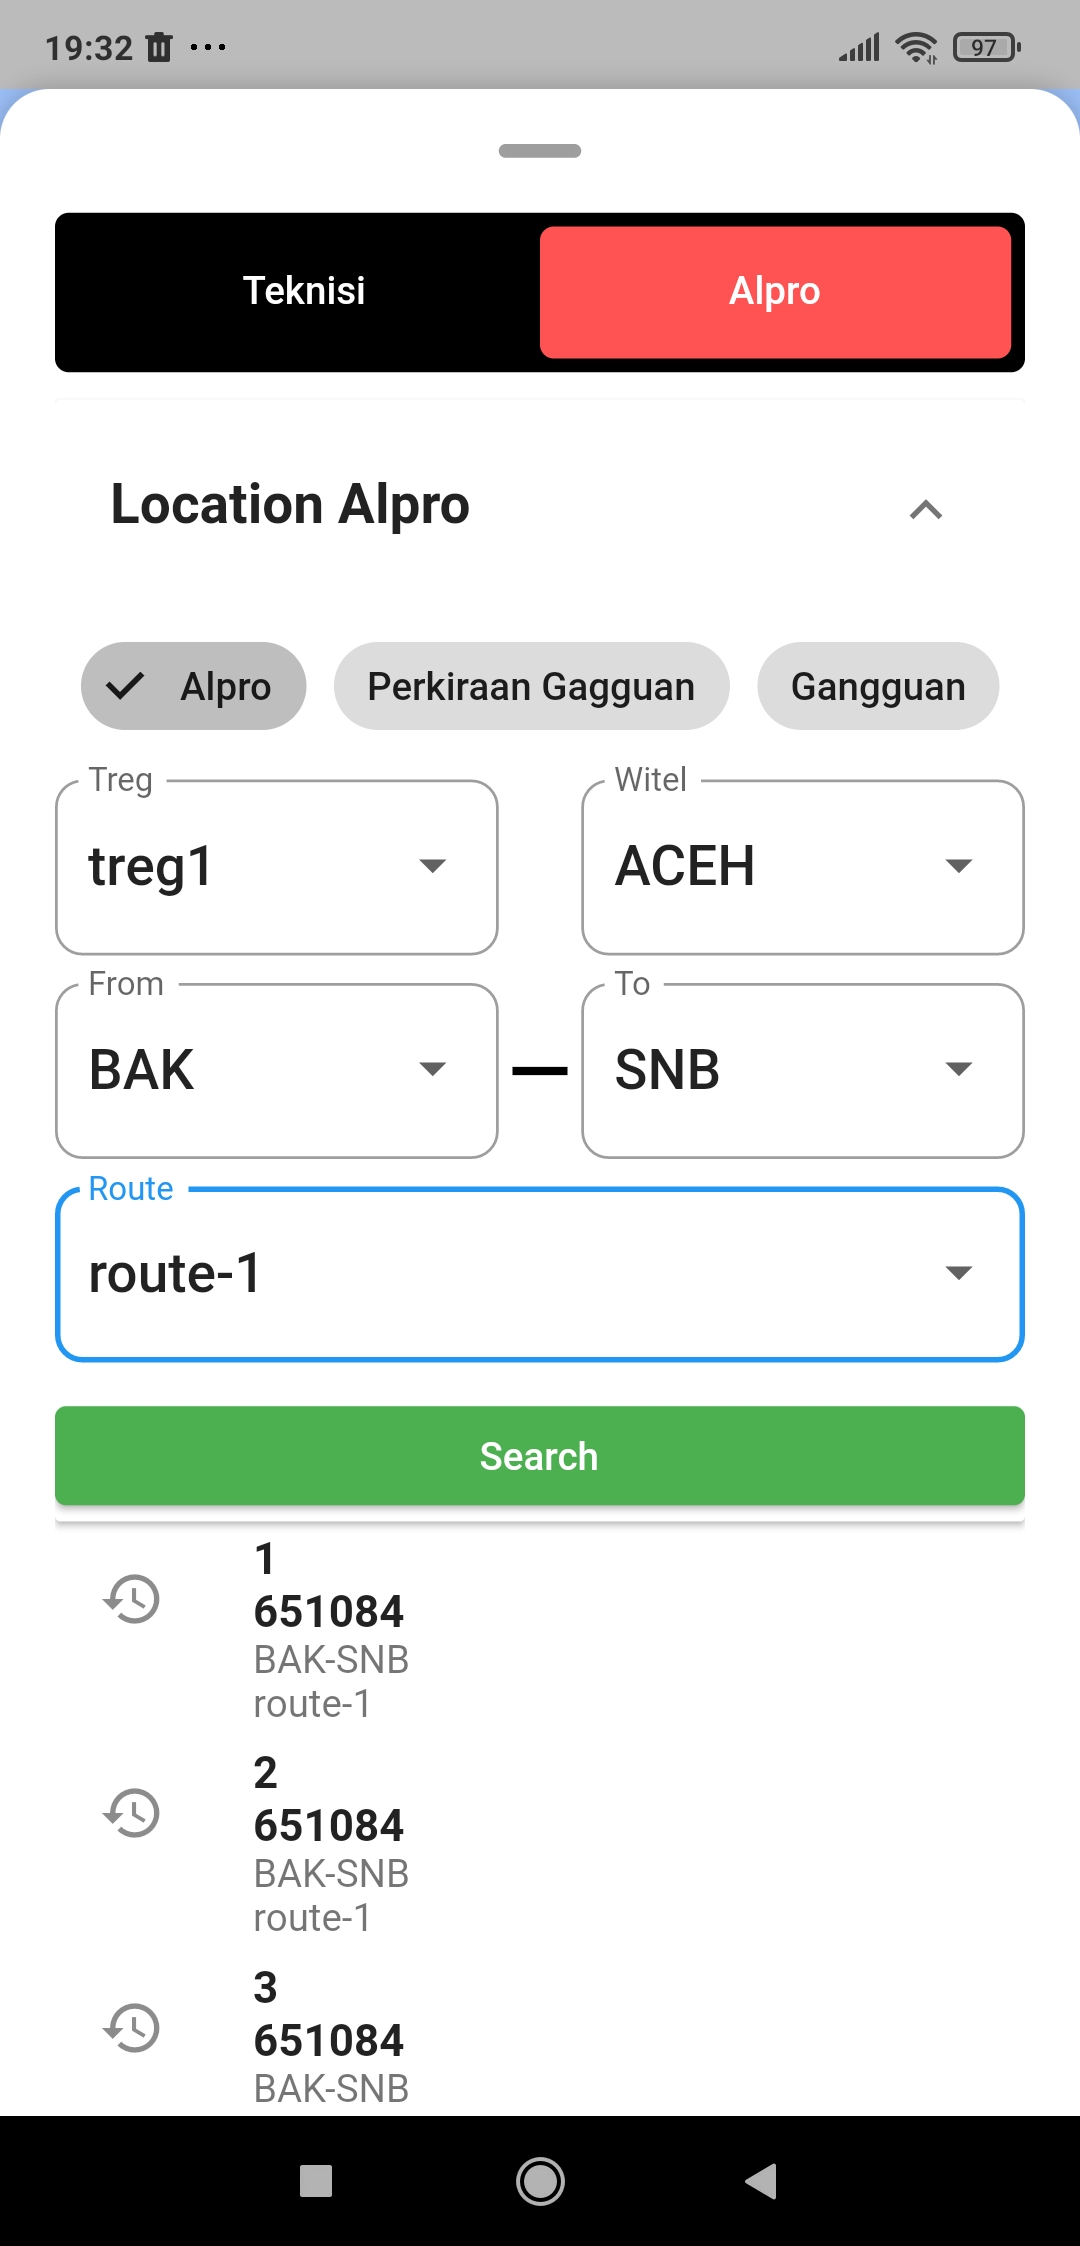 19:32
97
Teknisi
Alpro
Location Alpro
Alpro
Perkiraan Gagguan
Gangguan
Treg
Witel
treg1
ACEH
From
To
BAK
SNB
Route
route-1
Search
1
651084
BAK-SNB
route-1
2
651084
BAK-SNB
route-1
3
651084
BAK-SNB